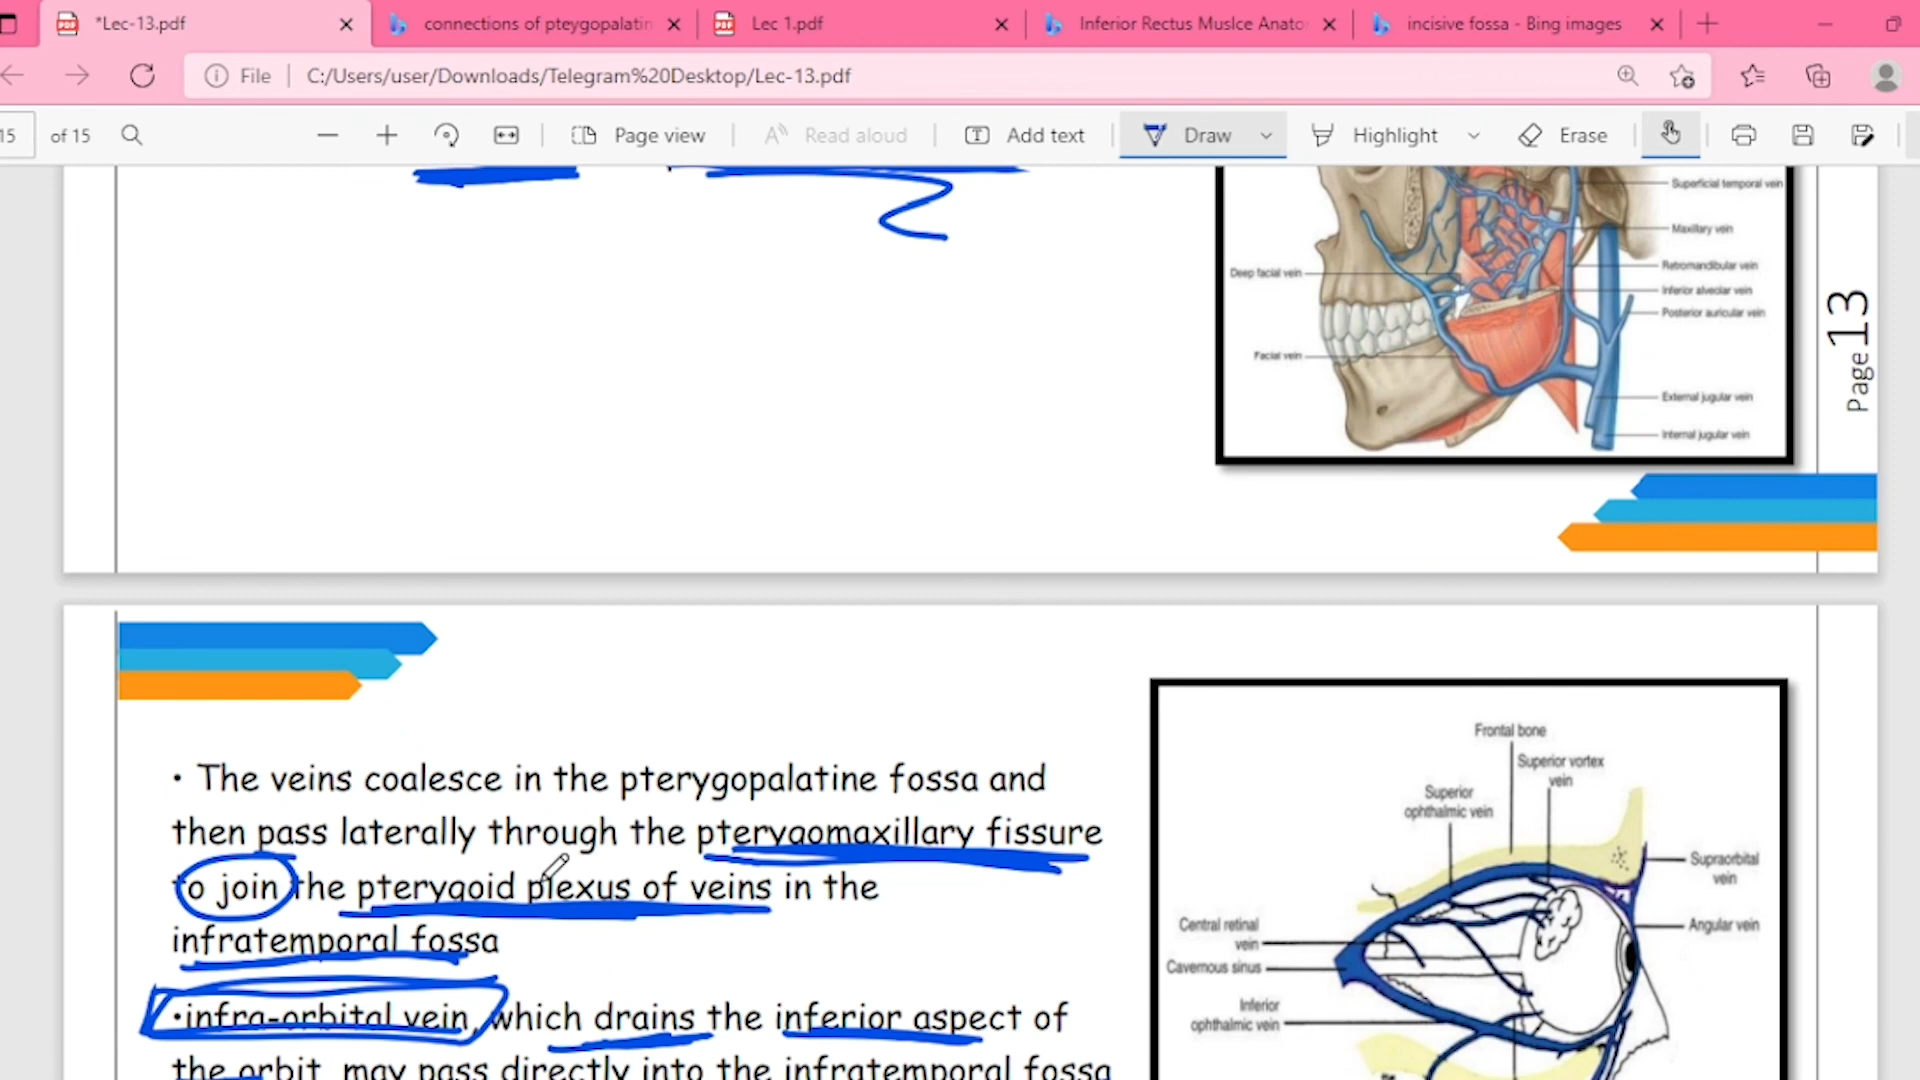 *Lec-13.pdf
connections of pteygopalatin
Lec 1.pdf
Inferior Rectus Muslce Anato
incisive fossa - Bing images
File
C:/Users/user/Downloads/Telegram%20Desktop/Lec-13.pdf
15
of 15
Page view
Read aloud
Add text
Draw
Highlight
Erase
Superficial temporal vein
Maxillary vein
Retromandibular vein
Deep facial vein
Inferior alveolar vein
Posterior auricular vein
Facial vein
External jugular vein
Internal jugular vein
Page 13
• The veins coalesce in the pterygopalatine fossa and
then pass laterally through the pterygomaxillary fissure
to join the pterygoid plexus of veins in the
infratemporal fossa
•infra-orbital vein, which drains the inferior aspect of
the orbit, may pass directly into the infratemporal fossa
Frontal bone
Superior vortex
vein
Superior
ophthalmic vein
Supraorbital
vein
Central retinal
vein
Angular vein
Cavernous sinus
Inferior
ophthalmic vein